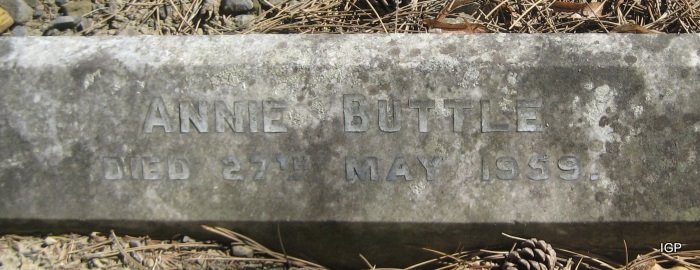 ANNIE BUTTLE
DIED 27TH MAY 1959.
IGP